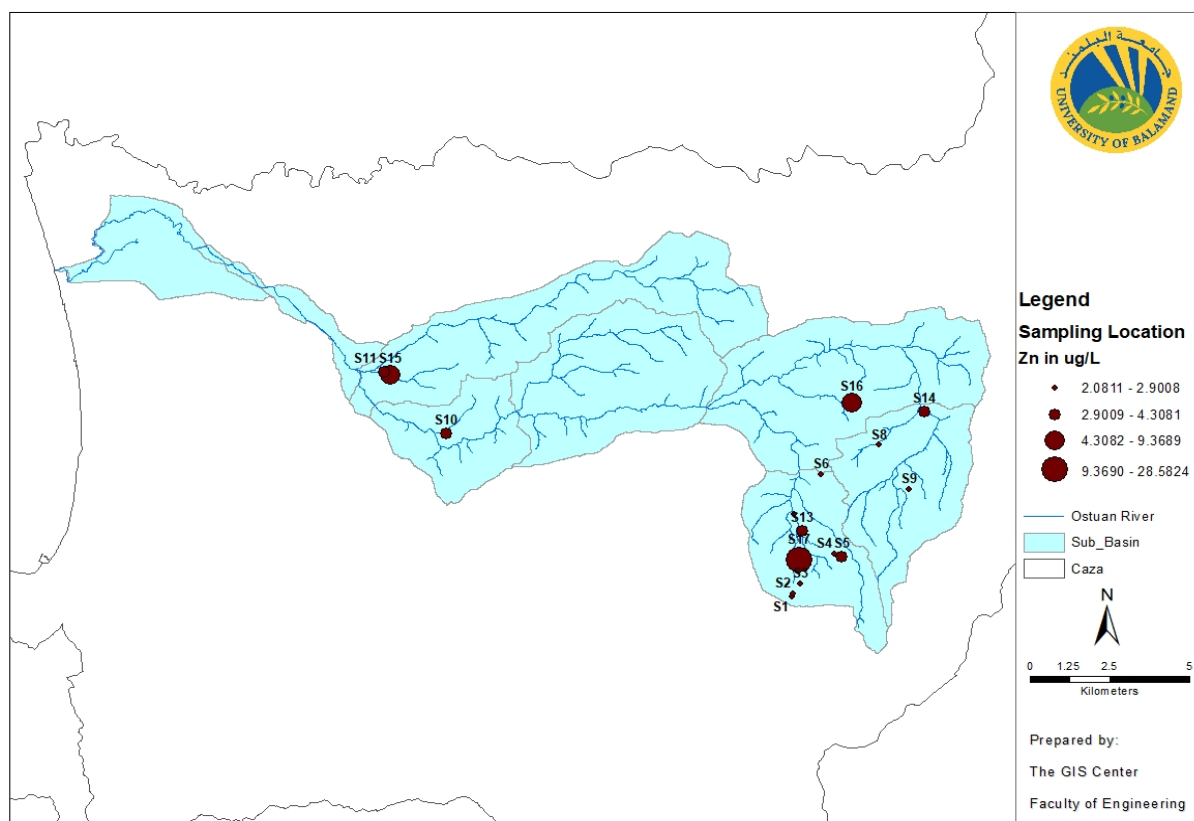 جامعة البلمند
UNIVERSITY OF BALAMAND
Legend
Sampling Location
Zn in ug/L
2.0811 - 2.9008
2.9009 - 4.3081
4.3082 - 9.3689
9.3690 - 28.5824
Ostuan River
Sub_Basin
Caza
N
0 1.25 2.5 5
Kilometers
Prepared by:
The GIS Center
Faculty of Engineering
S11 S15
S10
S16
S14
S8
S6
S9
S13
S17
S4 S5
S3
S2
S1